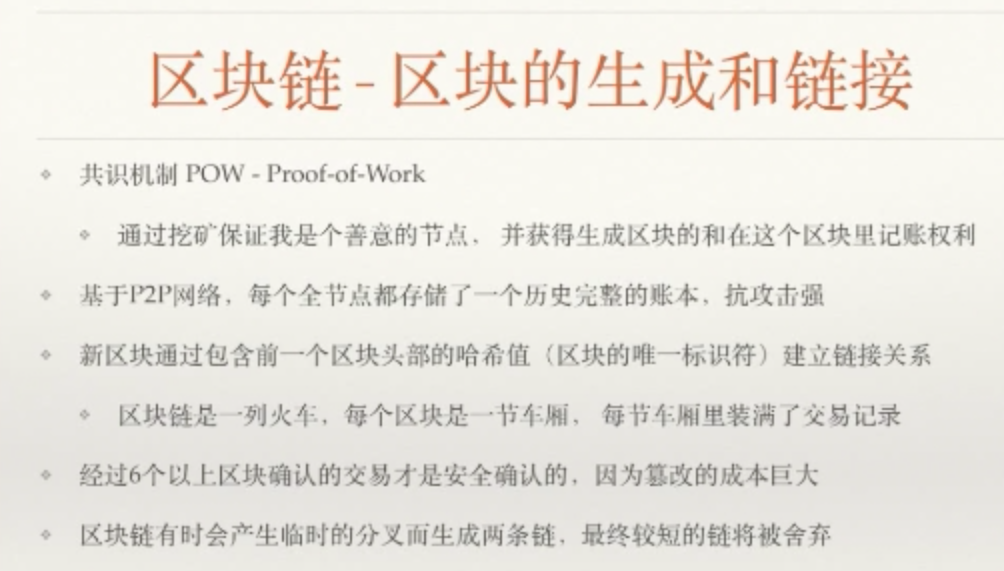 区块链 - 区块的生成和链接
共识机制 POW - Proof-of-Work
通过挖矿保证我是个善意的节点， 并获得生成区块的和在这个区块里记账权利
基于P2P网络，每个全节点都存储了一个历史完整的账本，抗攻击强
新区块通过包含前一个区块头部的哈希值（区块的唯一标识符）建立链接关系
区块链是一列火车，每个区块是一节车厢， 每节车厢里装满了交易记录
经过6个以上区块确认的交易才是安全确认的，因为篡改的成本巨大
区块链有时会产生临时的分叉而生成两条链，最终较短的链将被舍弃